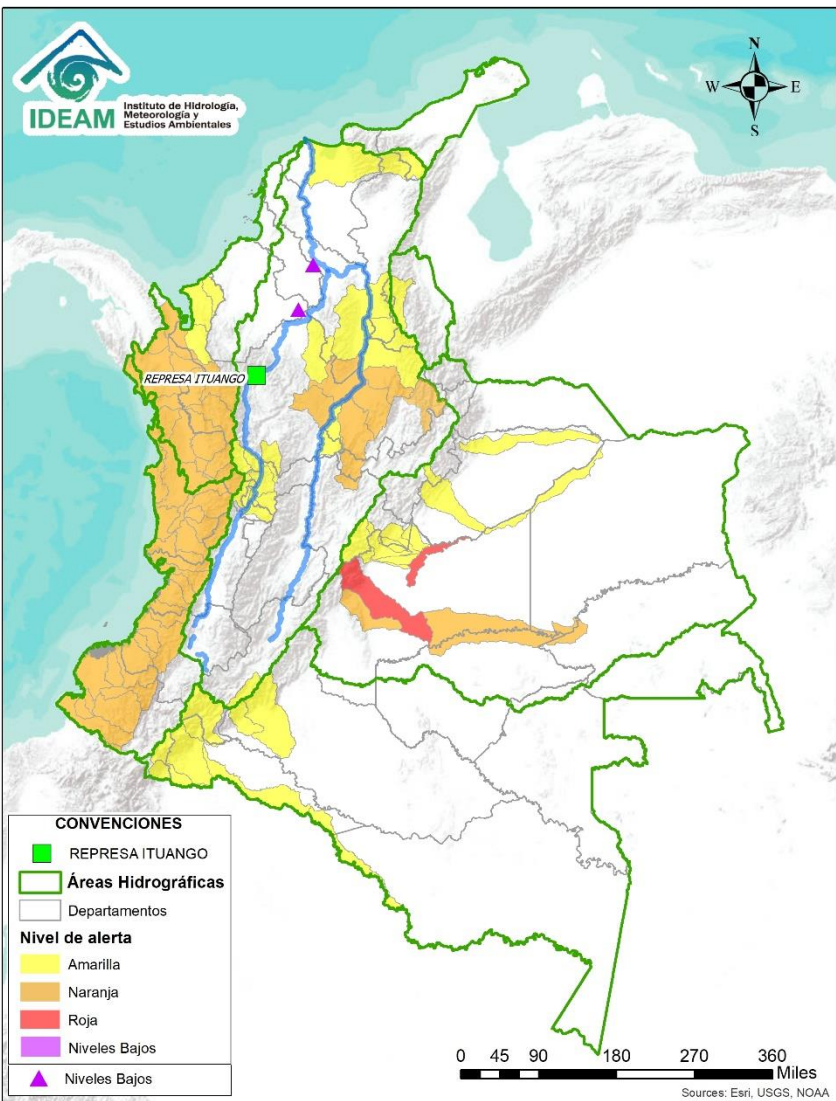 IDEAM
Instituto de Hidrología,
Meteorología y
Estudios Ambientales
N
W
E
S
REPRESA ITUANGO
CONVENCIONES
REPRESA ITUANGO
Áreas Hidrográficas
Departamentos
Nivel de alerta
Amarilla
Naranja
Roja
Niveles Bajos
Niveles Bajos
0 45 90 180 270 360
Miles
Sources: Esri, USGS, NOAA